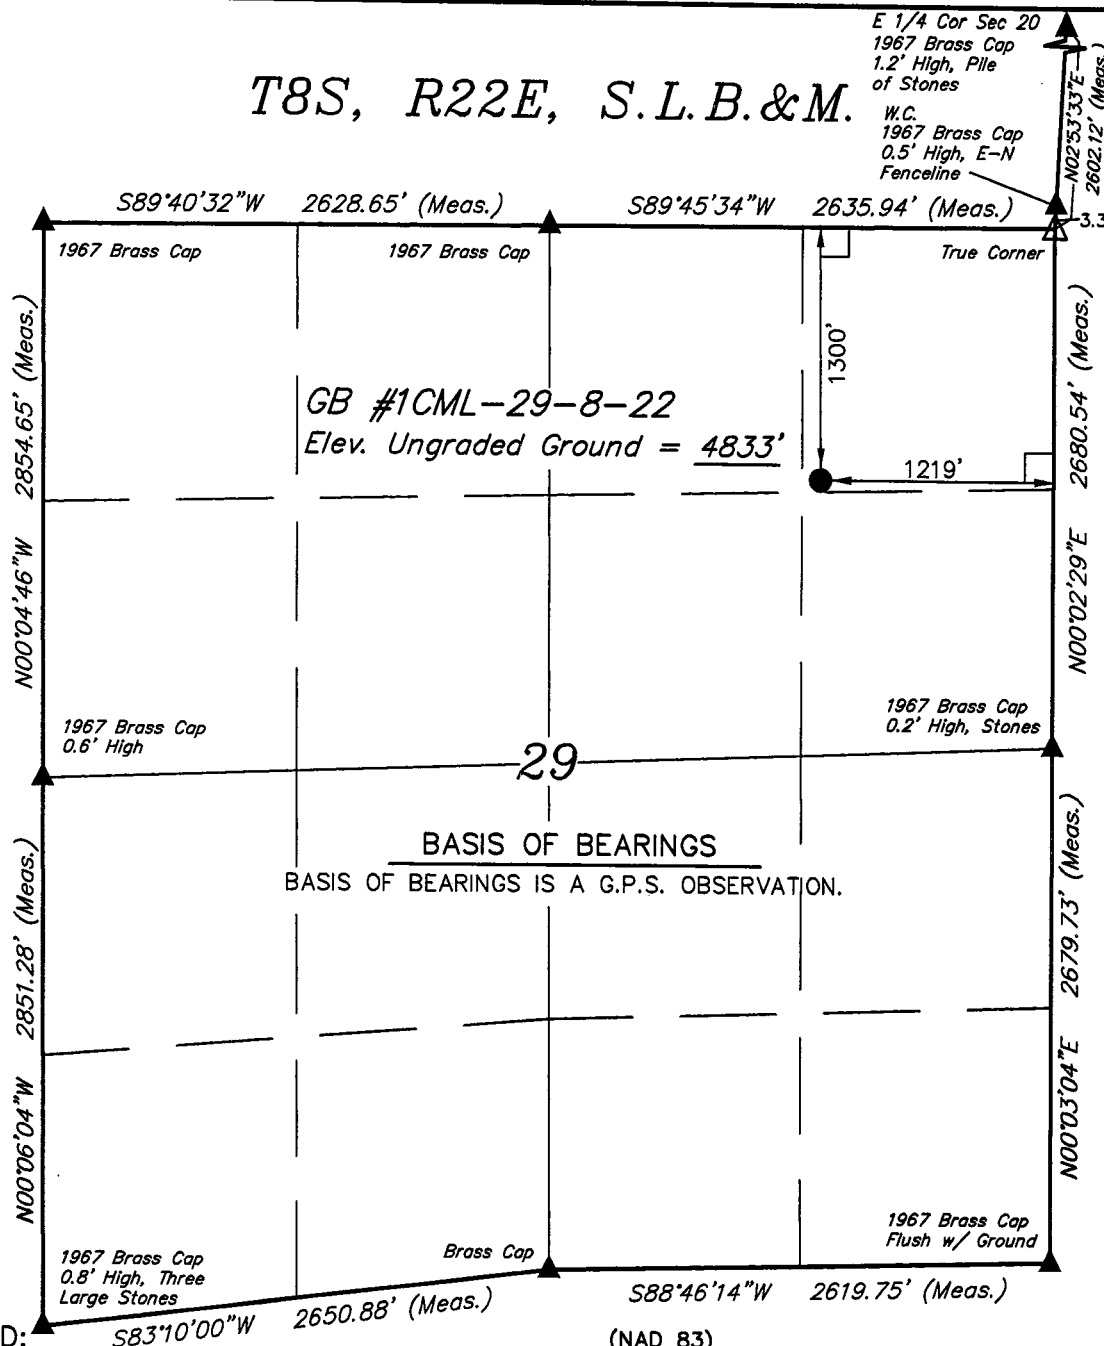 E 1/4 Cor Sec 20
1967 Brass Cap
1.2' High, Pile
of Stones
T8S, R22E, S.L.B.&M.
W.C.
1967 Brass Cap
0.5' High, E-N
Fenceline
N02°53'33"E
2602.12' (Meas.)
S89°40'32"W 2628.65' (Meas.)
S89°45'34"W 2635.94' (Meas.)
3.3
1967 Brass Cap
1967 Brass Cap
True Corner
N00°04'46"W 2854.65' (Meas.)
1300'
N00°02'29"E 2680.54' (Meas.)
GB #1CML-29-8-22
Elev. Ungraded Ground = 4833'
1219'
1967 Brass Cap
0.6' High
1967 Brass Cap
0.2' High, Stones
29
BASIS OF BEARINGS
BASIS OF BEARINGS IS A G.P.S. OBSERVATION.
N00°06'04"W 2851.28' (Meas.)
N00°03'04"E 2679.73' (Meas.)
1967 Brass Cap
0.8' High, Three
Large Stones
Brass Cap
1967 Brass Cap
Flush w/ Ground
S83°10'00"W 2650.88' (Meas.)
S88°46'14"W 2619.75' (Meas.)
D:
(NAD 83)